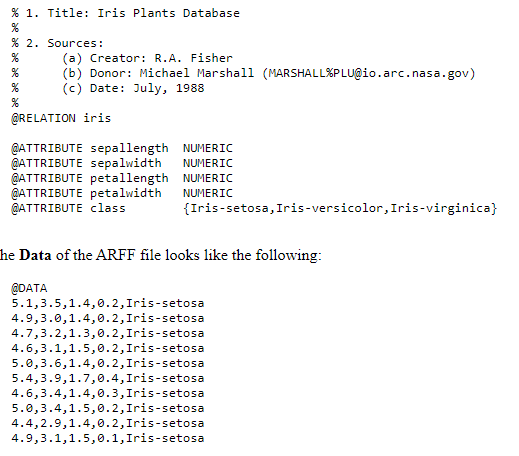 % 1. Title: Iris Plants Database
%
% 2. Sources:
%      (a) Creator: R.A. Fisher
%      (b) Donor: Michael Marshall (MARSHALL%PLU@io.arc.nasa.gov)
%      (c) Date: July, 1988
%
@RELATION iris
@ATTRIBUTE sepallength  NUMERIC
@ATTRIBUTE sepalwidth   NUMERIC
@ATTRIBUTE petallength  NUMERIC
@ATTRIBUTE petalwidth   NUMERIC
@ATTRIBUTE class        {Iris-setosa,Iris-versicolor,Iris-virginica}
he Data of the ARFF file looks like the following:
@DATA
5.1,3.5,1.4,0.2,Iris-setosa
4.9,3.0,1.4,0.2,Iris-setosa
4.7,3.2,1.3,0.2,Iris-setosa
4.6,3.1,1.5,0.2,Iris-setosa
5.0,3.6,1.4,0.2,Iris-setosa
5.4,3.9,1.7,0.4,Iris-setosa
4.6,3.4,1.4,0.3,Iris-setosa
5.0,3.4,1.5,0.2,Iris-setosa
4.4,2.9,1.4,0.2,Iris-setosa
4.9,3.1,1.5,0.1,Iris-setosa